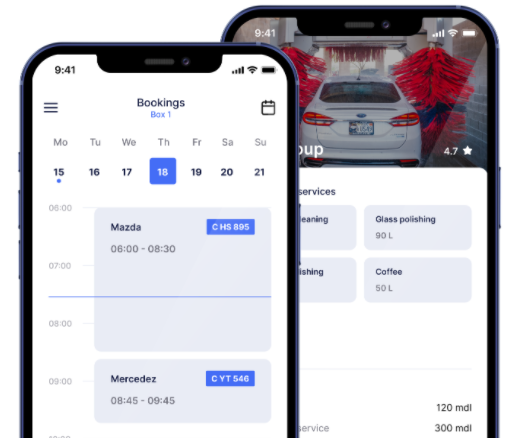 9:41
Bookings
Box 1
Mo Tu We Th Fr Sa Su
15 16 17 18 19 20 21
06:00
Mazda
C HS 895
06:00 - 08:30
07:00
08:00
09:00
Mercedez
C YT 546
08:45 - 09:45
9:41
oup
4.7
services
eaning
Glass polishing
90 L
ishing
Coffee
50 L
120 mdl
ervice
300 mdl